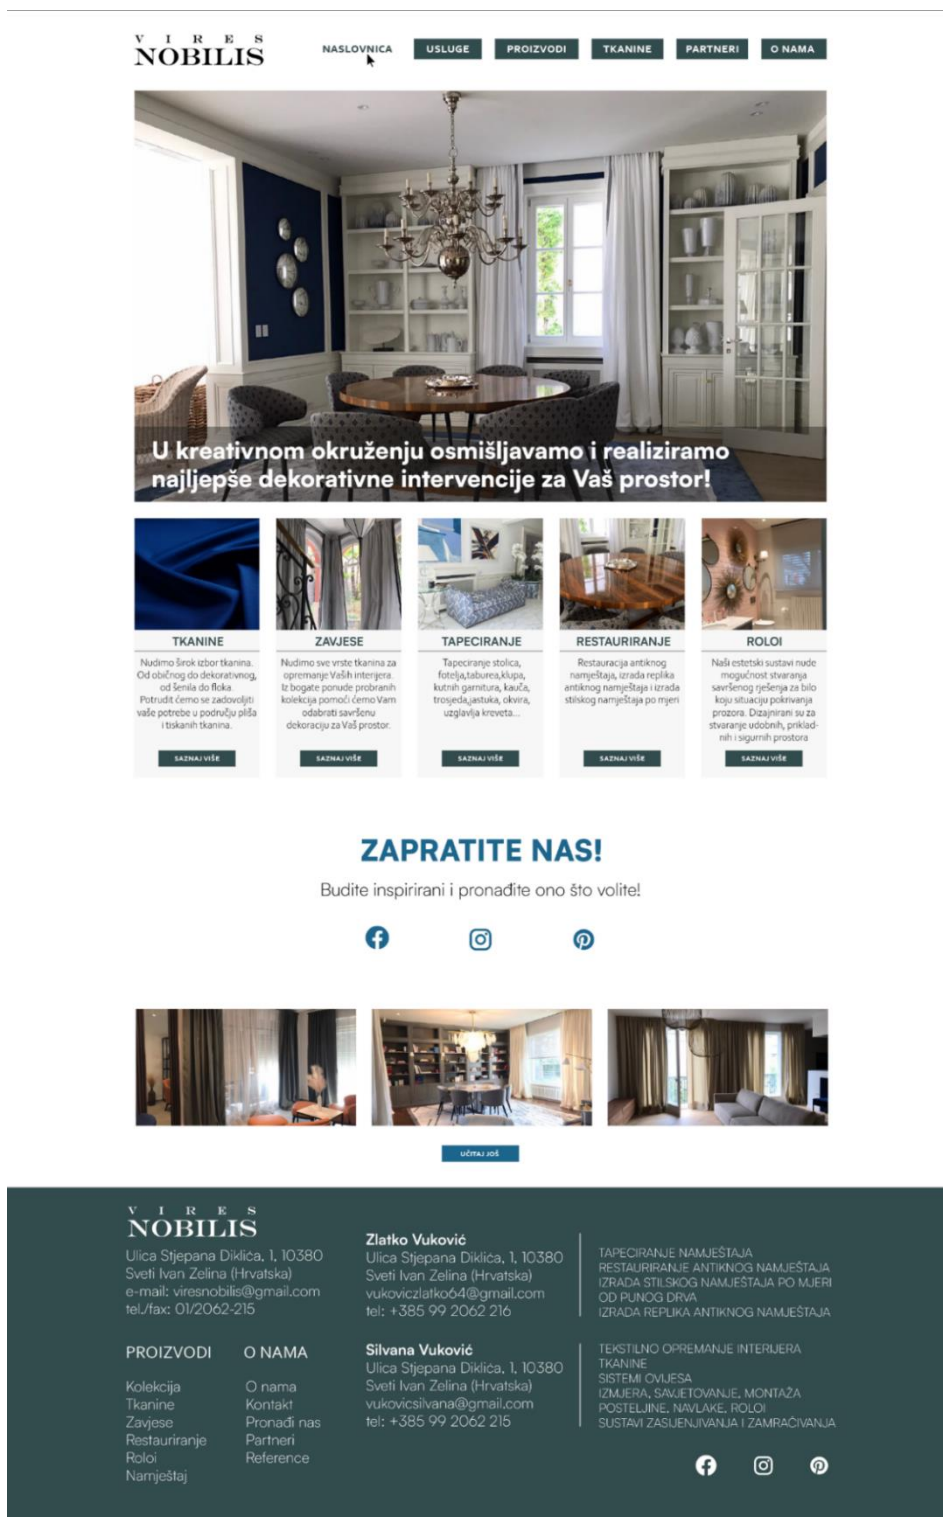 VIRES
NOBILIS
NASLOVNICA
USLUGE
PROIZVODI
TKANINE
PARTNERI
O NAMA
U kreativnom okruženju osmišljavamo i realiziramo
najljepše dekorativne intervencije za Vaš prostor!
TKANINE
Nudimo širok izbor tkanina.
Od običnog do dekorativnog,
od šenila do floka.
Potrudit ćemo se zadovoljiti
vaše potrebe u području pliša
i tiskanih tkanina.
SAZNAJ VIŠE
ZAVJESE
Nudimo sve vrste tkanina za
opremanje Vaših interijera.
Iz bogate ponude probranih
kolekcija pomoći ćemo Vam
odabrati savršenu
dekoraciju za Vaš prostor.
SAZNAJ VIŠE
TAPECIRANJE
Tapeciranje stolica,
fotelja,taburea,klupa,
kutnih garnitura, kauča,
trosjeda,jastuka, okvira,
uzglavlja kreveta...
SAZNAJ VIŠE
RESTAURIRANJE
Restauracija antiknog
namještaja, izrada replika
antiknog namještaja i izrada
stilskog namještaja po mjeri
SAZNAJ VIŠE
ROLOI
Naši estetski sustavi nude
mogućnost stvaranja
savršenog rješenja za bilo
koju situaciju pokrivanja
prozora. Dizajnirani su za
stvaranje udobnih, priklad-
nih i sigurnih prostora
SAZNAJ VIŠE
ZAPRATITE NAS!
Budite inspirirani i pronađite ono što volite!
UČITAJ JOŠ
VIRES
NOBILIS
Ulica Stjepana Diklića, 1, 10380
Sveti Ivan Zelina (Hrvatska)
e-mail: viresnobilis@gmail.com
tel./fax: 01/2062-215
PROIZVODI
Kolekcija
Tkanine
Zavjese
Restauriranje
Roloi
Namještaj
O NAMA
O nama
Kontakt
Pronađi nas
Partneri
Reference
Zlatko Vuković
Ulica Stjepana Diklića, 1, 10380
Sveti Ivan Zelina (Hrvatska)
vukoviczlatko64@gmail.com
tel: +385 99 2062 216
Silvana Vuković
Ulica Stjepana Diklića, 1, 10380
Sveti Ivan Zelina (Hrvatska)
vukovicsilvana@gmail.com
tel: +385 99 2062 215
TAPECIRANJE NAMJEŠTAJA
RESTAURIRANJE ANTIKNOG NAMJEŠTAJA
IZRADA STILSKOG NAMJEŠTAJA PO MJERI
OD PUNOG DRVA
IZRADA REPLIKA ANTIKNOG NAMJEŠTAJA
TEKSTILNO OPREMANJE INTERIJERA
TKANINE
SISTEMI OVIJESA
IZMJERA, SAVJETOVANJE, MONTAŽA
POSTELJINE, NAVLAKE, ROLOI
SUSTAVI ZASIJENJIVANJA I ZAMRAČIVANJA